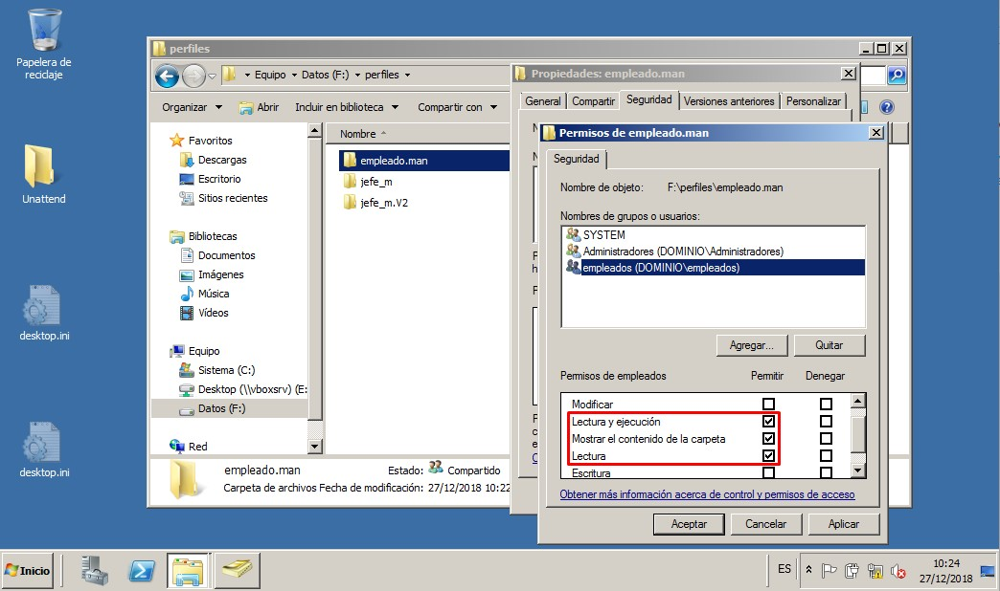 Papelera de
reciclaje
Unattend
desktop.ini
desktop.ini
perfiles
Equipo Datos (F:) perfiles
Organizar Abrir Incluir en biblioteca Compartir con
Favoritos
Descargas
Escritorio
Sitios recientes
Bibliotecas
Documentos
Imágenes
Música
Vídeos
Equipo
Sistema (C:)
Desktop (\\vboxsrv) (E:
Datos (F:)
Red
Nombre
empleado.man
jefe_m
jefe_m.V2
empleado.man Estado: Compartido
Carpeta de archivos Fecha de modificación: 27/12/2018 10:22
Propiedades: empleado.man
General Compartir Seguridad Versiones anteriores Personalizar
Permisos de empleado.man
Seguridad
Nombre de objeto: F:\perfiles\empleado.man
Nombres de grupos o usuarios:
SYSTEM
Administradores (DOMINIO\Administradores)
empleados (DOMINIO\empleados)
Agregar... Quitar
Permisos de empleados Permitir Denegar
Modificar
Lectura y ejecución
Mostrar el contenido de la carpeta
Lectura
Escritura
Obtener más información acerca de control y permisos de acceso
Aceptar Cancelar Aplicar
Inicio
ES
10:24
27/12/2018